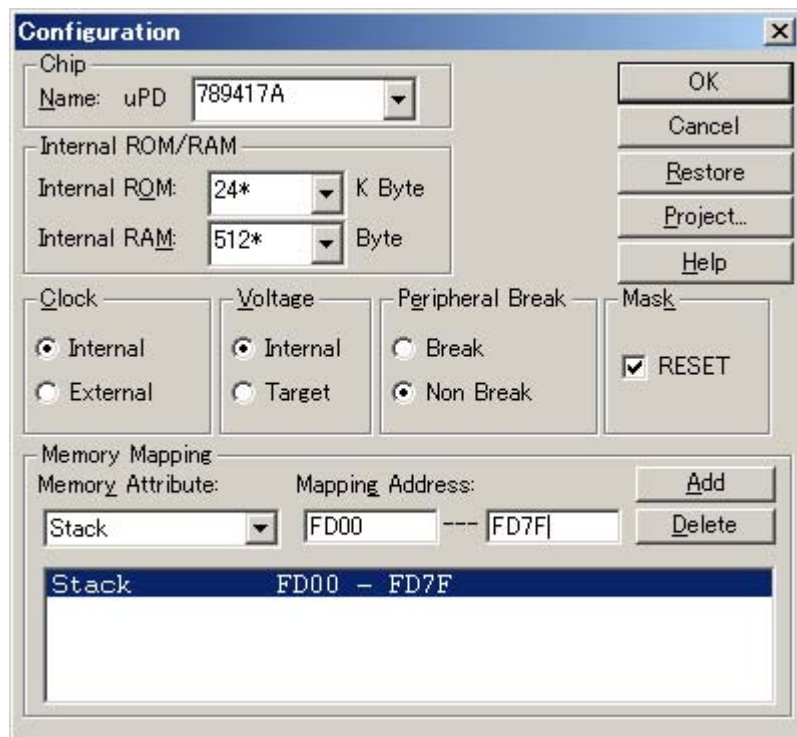 Configuration
Chip
Name: uPD 789417A
OK
Cancel
Internal ROM/RAM
Internal ROM: 24* K Byte
Restore
Internal RAM: 512* Byte
Project...
Help
Clock
Internal
External
Voltage
Internal
Target
Peripheral Break
Break
Non Break
Mask
RESET
Memory Mapping
Memory Attribute: Mapping Address:
Add
Stack FD00 --- FD7F
Delete
Stack FD00 - FD7F